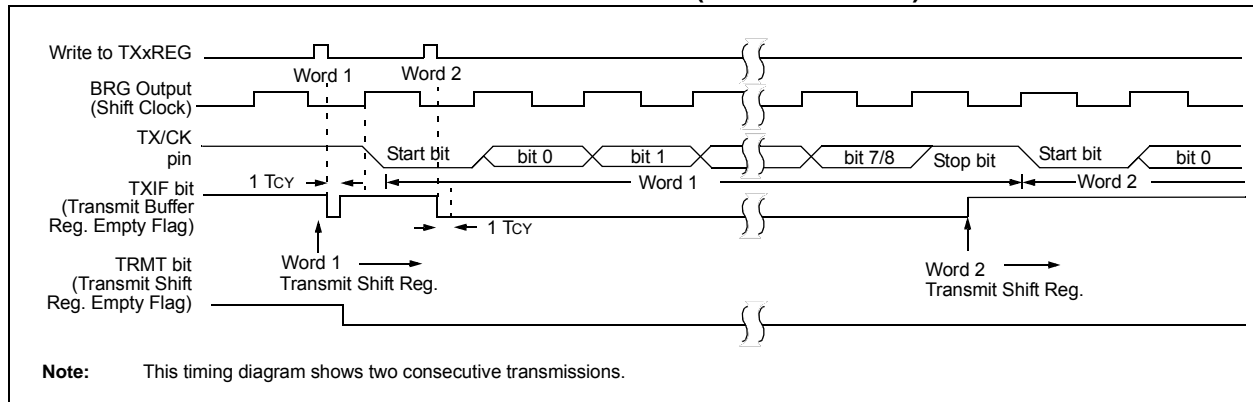 Write to TXxREG
Word 1
Word 2
BRG Output
(Shift Clock)
TX/CK
pin
Start bit
bit 0
bit 1
bit 7/8
Stop bit
Start bit
bit 0
1 TCY
Word 1
Word 2
TXIF bit
(Transmit Buffer
Reg. Empty Flag)
1 TCY
Word 1
Transmit Shift Reg.
Word 2
Transmit Shift Reg.
TRMT bit
(Transmit Shift
Reg. Empty Flag)
Note: This timing diagram shows two consecutive transmissions.